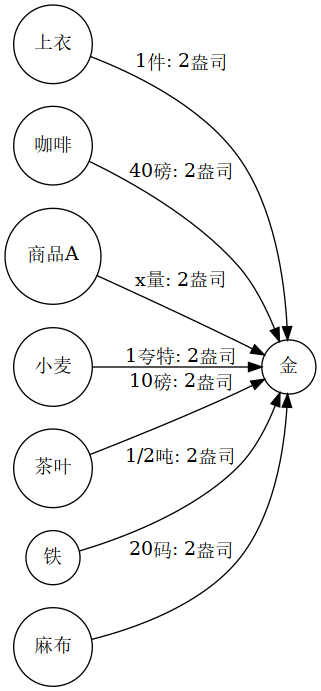 上衣
1件: 2盎司
咖啡
40磅: 2盎司
商品A
x量: 2盎司
小麦
1夸特: 2盎司
金
10磅: 2盎司
茶叶
1/2吨: 2盎司
铁
20码: 2盎司
麻布